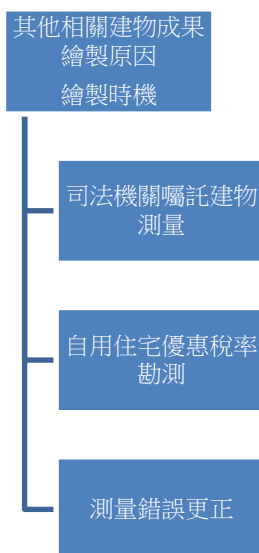 其他相關建物成果
繪製原因
繪製時機
司法機關囑託建物
測量
自用住宅優惠稅率
勘測
測量錯誤更正